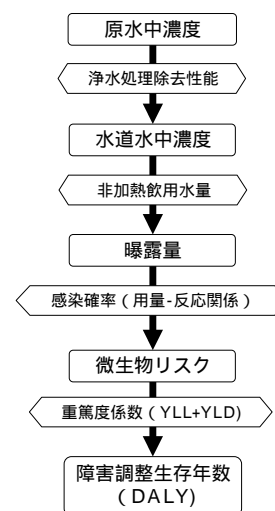 原水中濃度
浄水処理除去性能
水道水中濃度
非加熱飲用水量
曝露量
感染確率（用量-反応関係）
微生物リスク
重篤度係数（YLL+YLD)
障害調整生存年数
（DALY)